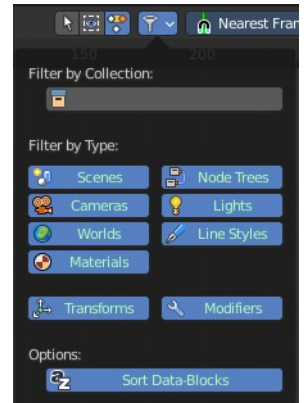 Nearest Fran
150 200
Filter by Collection:
Filter by Type:
Scenes Node Trees
Cameras Lights
Worlds Line Styles
Materials
Transforms Modifiers
Options:
Sort Data-Blocks